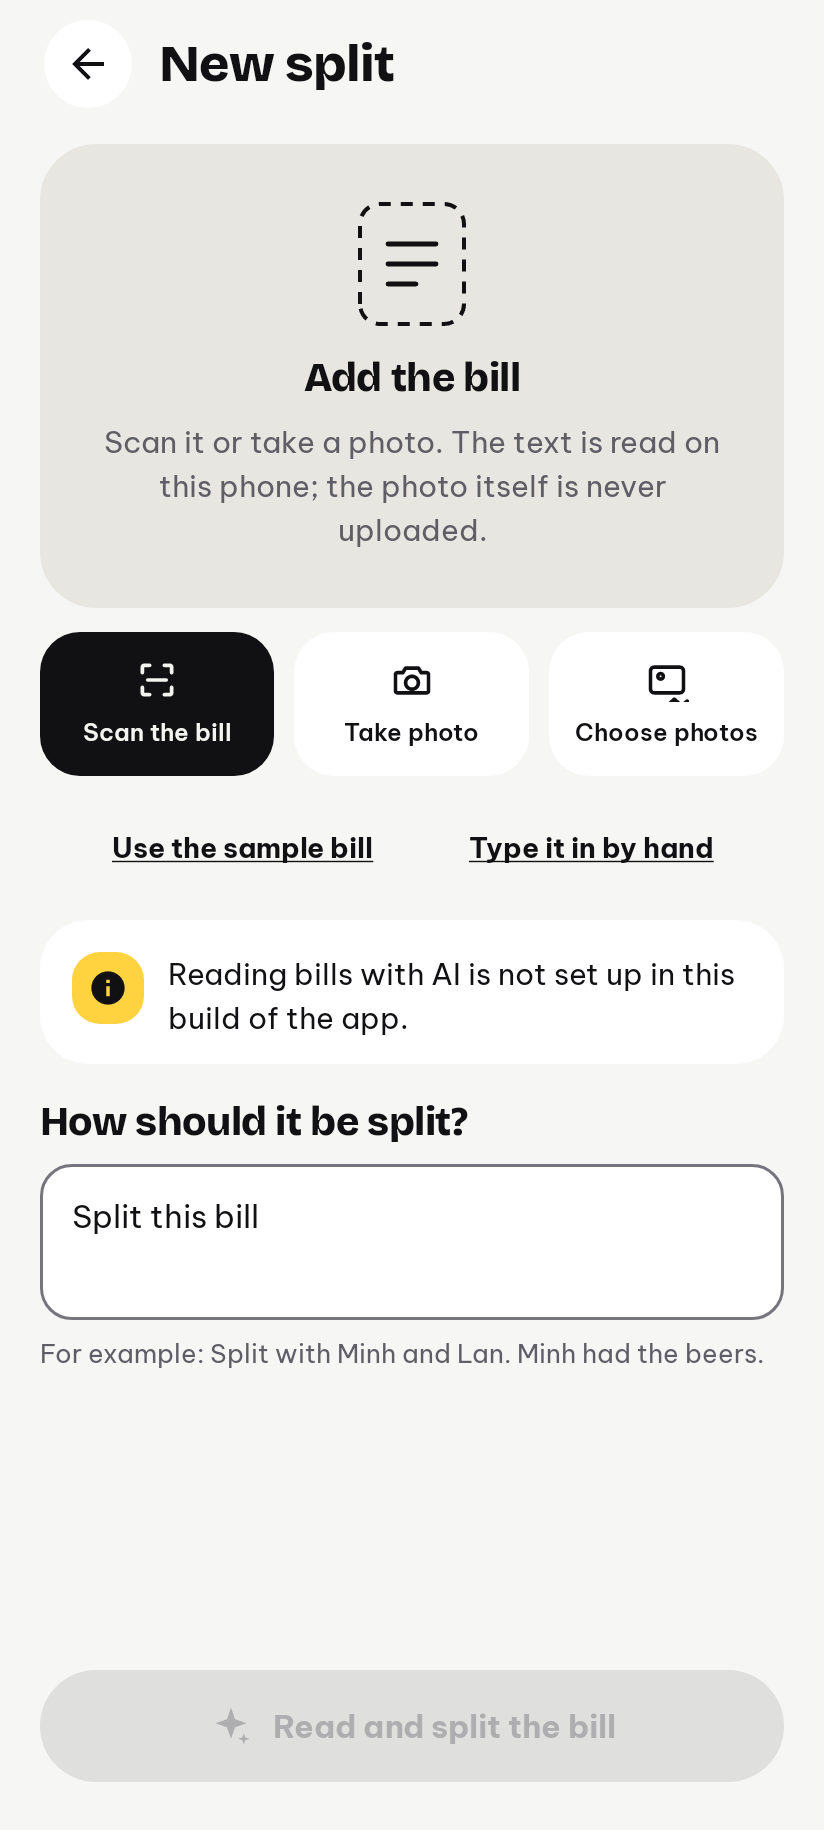 New split
Add the bill
Scan it or take a photo. The text is read on
this phone; the photo itself is never
uploaded.
Scan the bill
Take photo
Choose photos
Use the sample bill
Type it in by hand
Reading bills with AI is not set up in this
build of the app.
How should it be split?
Split this bill
For example: Split with Minh and Lan. Minh had the beers.
Read and split the bill